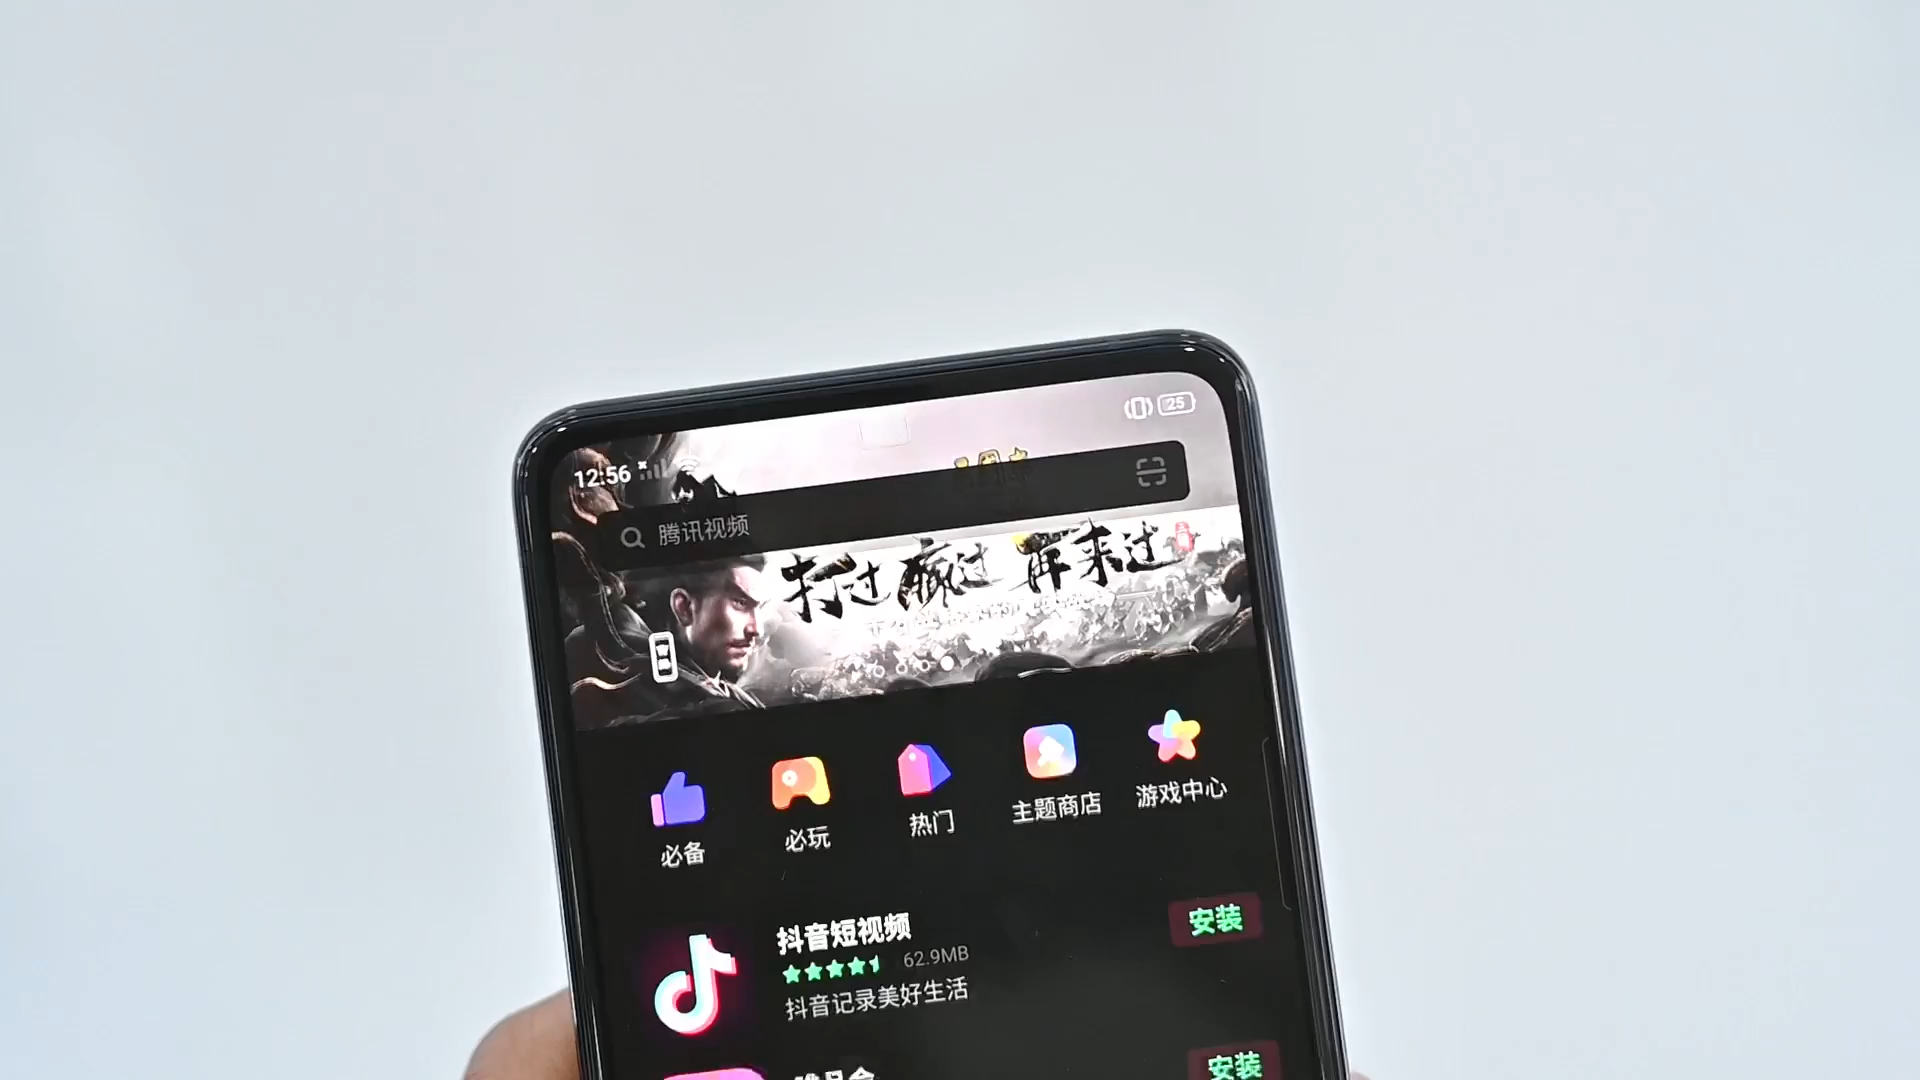 12:56
25
腾讯视频
打过 赢过 再来过
必备
必玩
热门
主题商店
游戏中心
抖音短视频
安装
62.9MB
抖音记录美好生活
安装